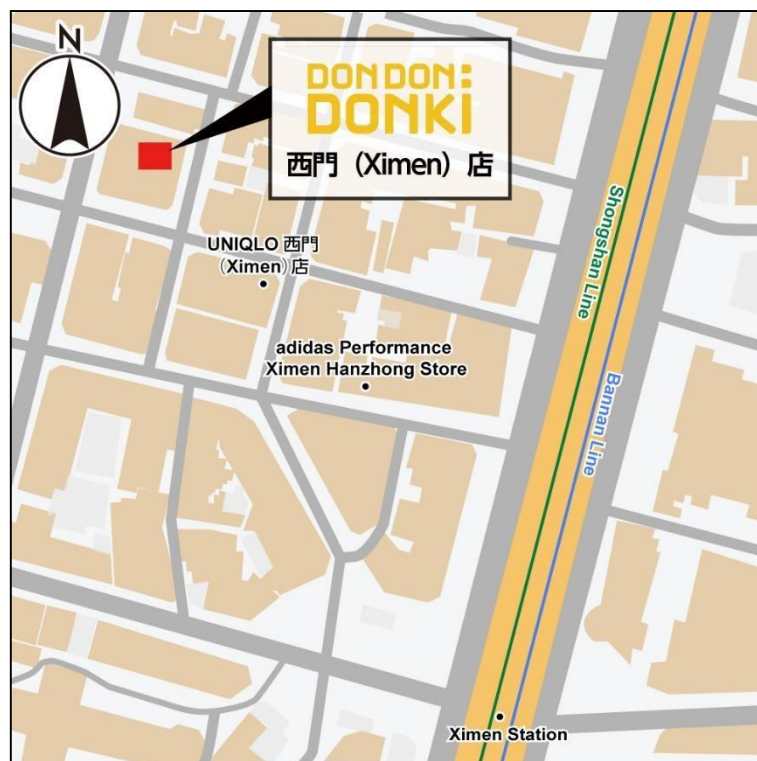 N
DON DON:
DONKI
西門（Ximen）店
UNIQLO 西門
（Ximen）店
adidas Performance
Ximen Hanzhong Store
Shongshan Line
Bannan Line
Ximen Station